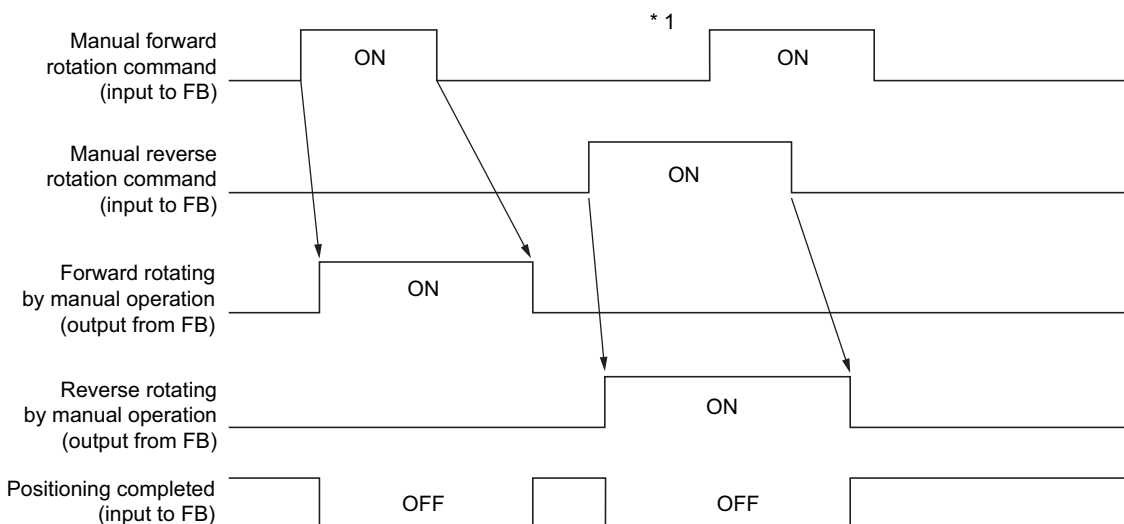 * 1
Manual forward
rotation command
(input to FB)
ON
ON
Manual reverse
rotation command
(input to FB)
ON
Forward rotating
by manual operation
(output from FB)
ON
Reverse rotating
by manual operation
(output from FB)
ON
Positioning completed
(input to FB)
OFF
OFF